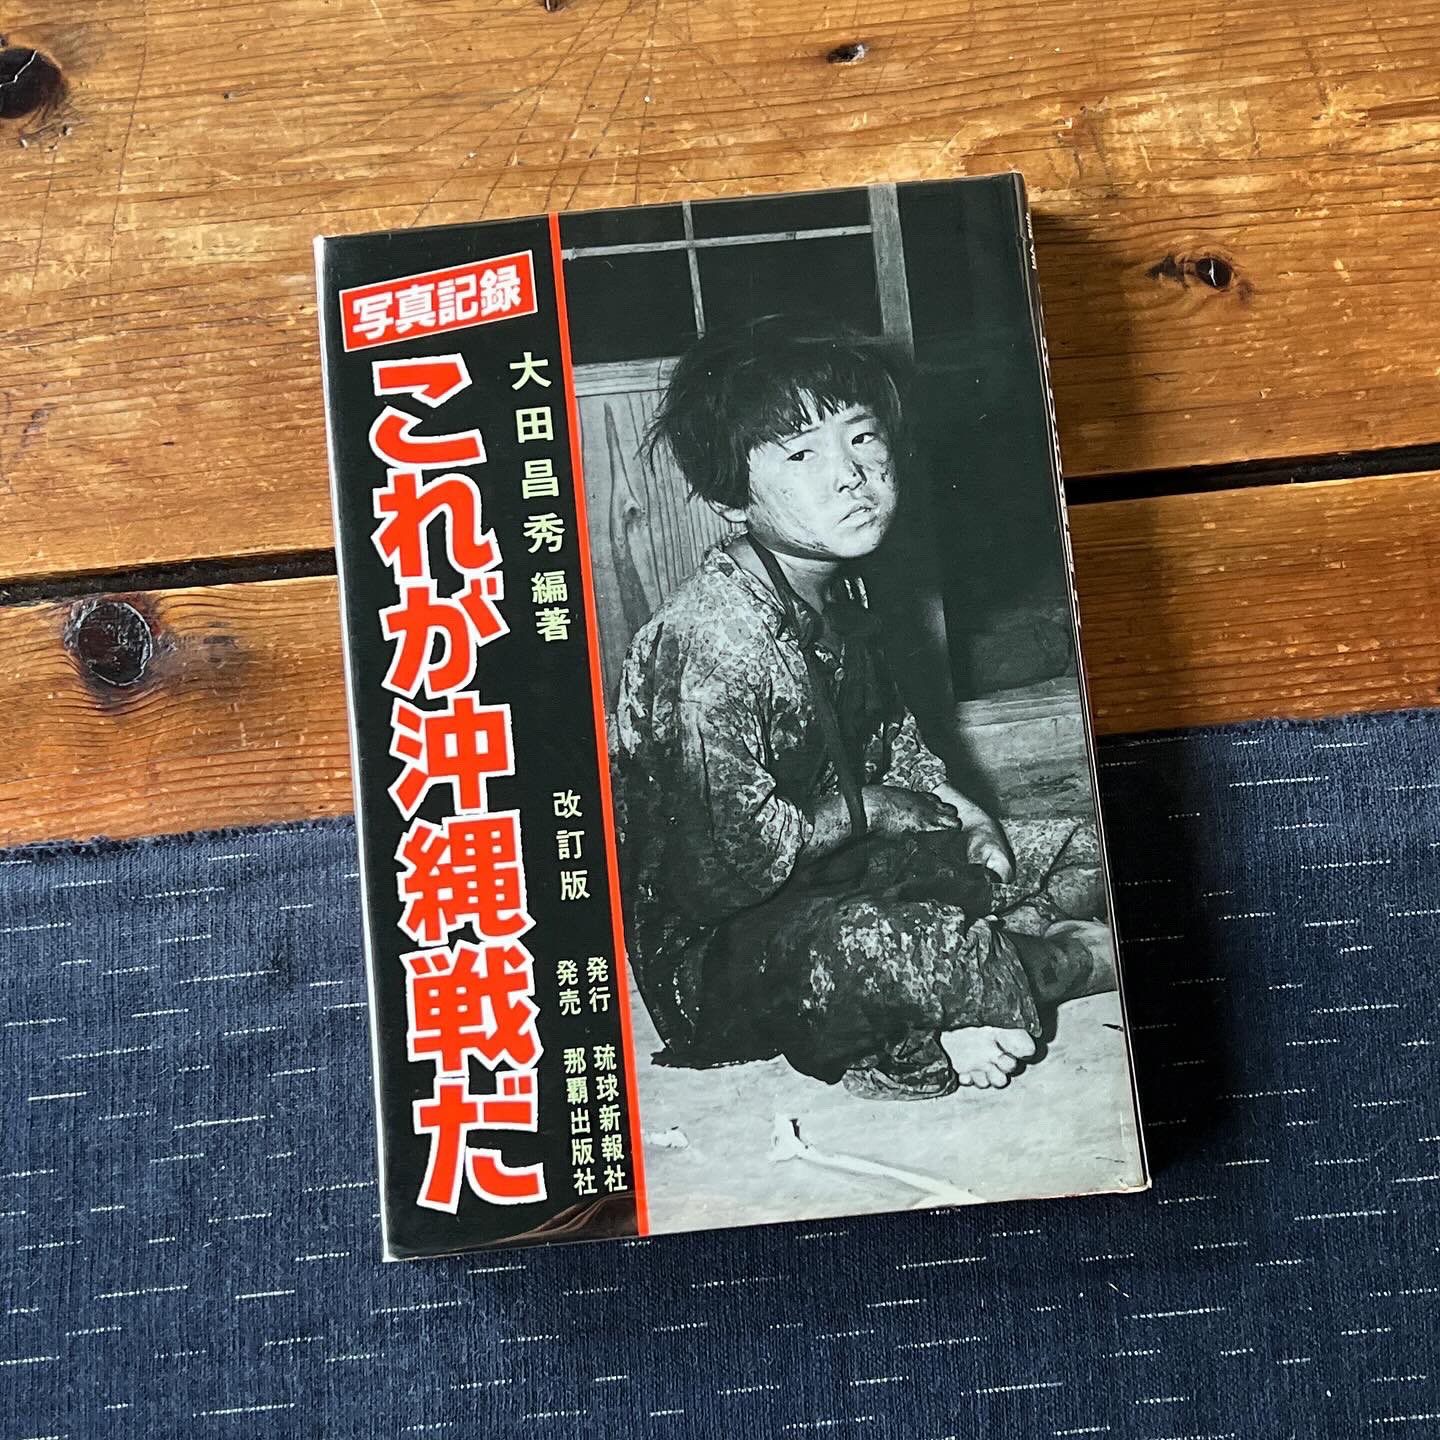 写真記録
これが沖縄戦だ
大田昌秀編著
改訂版
発行 琉球新報社
発売 那覇出版社